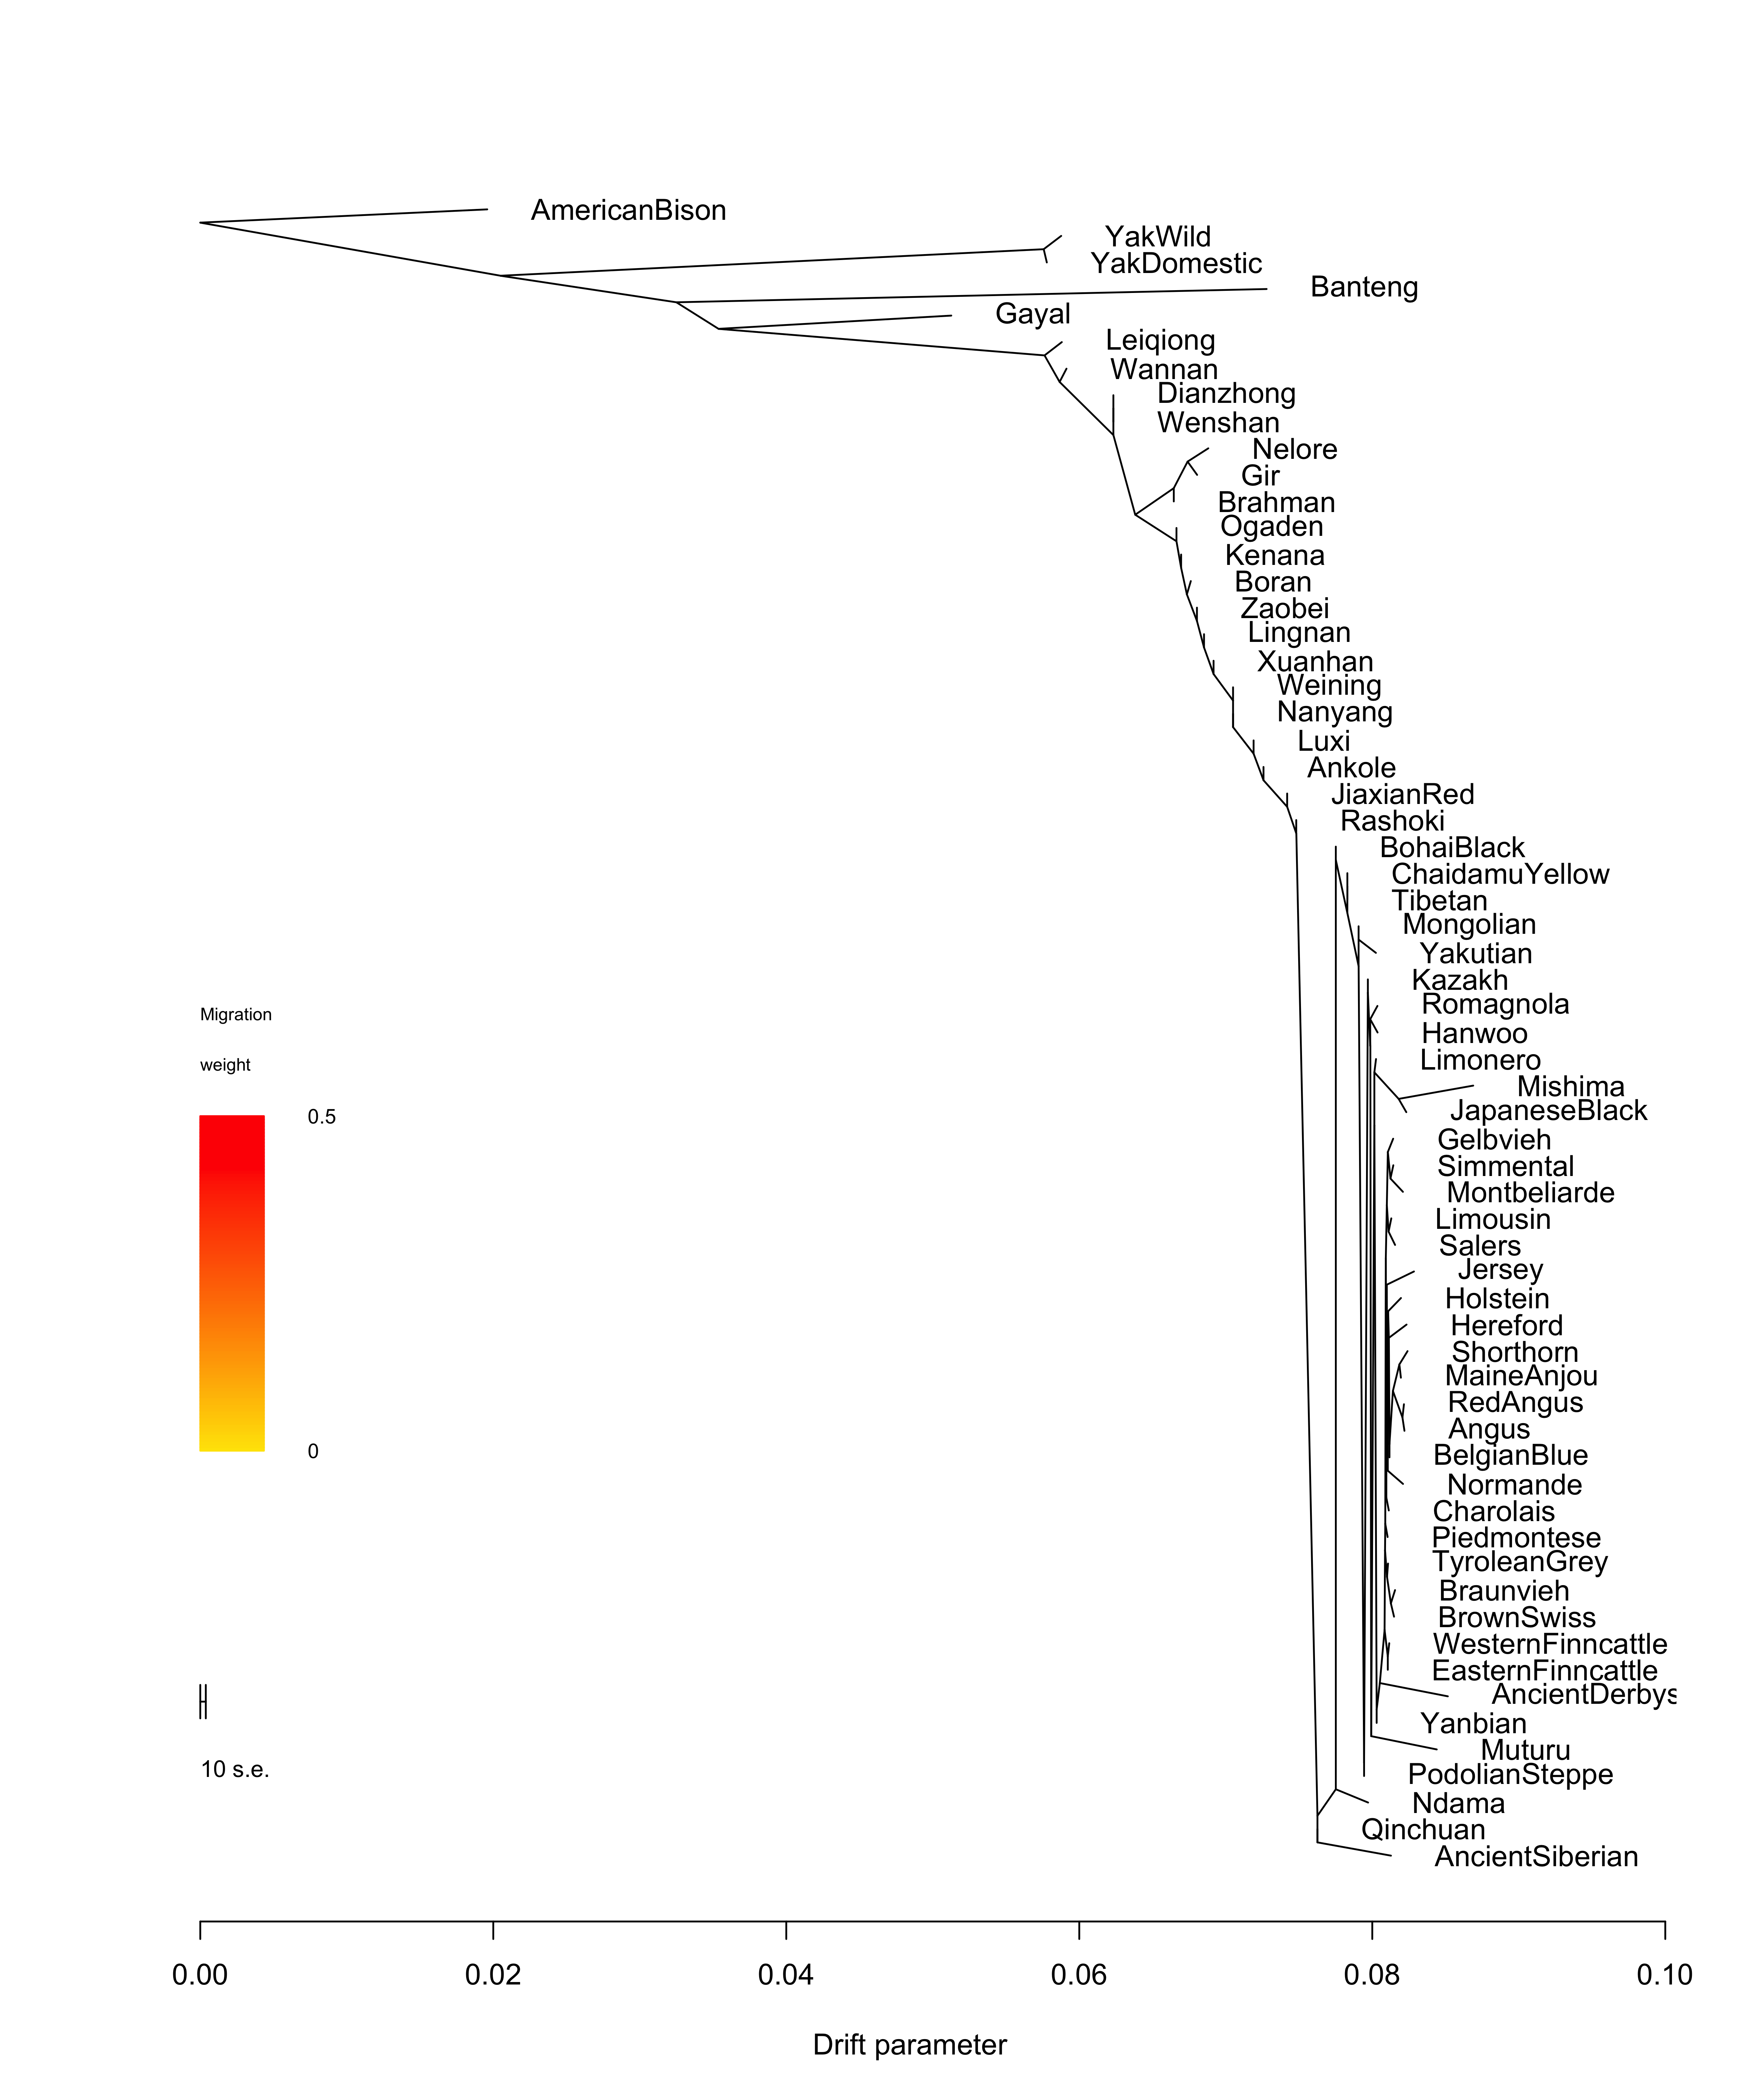 AmericanBison
YakWild
YakDomestic
Banteng
Gayal
Leiqiong
Wannan
Dianzhong
Wenshan
Nelore
Gir
Brahman
Ogaden
Kenana
Boran
Zaobei
Lingnan
Xuanhan
Weining
Nanyang
Luxi
Ankole
JiaxianRed
Rashoki
BohaiBlack
ChaidamuYellow
Tibetan
Mongolian
Yakutian
Kazakh
Romagnola
Hanwoo
Limonero
Mishima
JapaneseBlack
Gelbvieh
Simmental
Montbeliarde
Limousin
Salers
Jersey
Holstein
Hereford
Shorthorn
MaineAnjou
RedAngus
Angus
BelgianBlue
Normande
Charolais
Piedmontese
TyroleanGrey
Braunvieh
BrownSwiss
WesternFinncattle
EasternFinncattle
AncientDerbys
Yanbian
Muturu
PodolianSteppe
Ndama
Qinchuan
AncientSiberian
Migration
weight
0.5
0
10 s.e.
0.00 0.02 0.04 0.06 0.08 0.10
Drift parameter